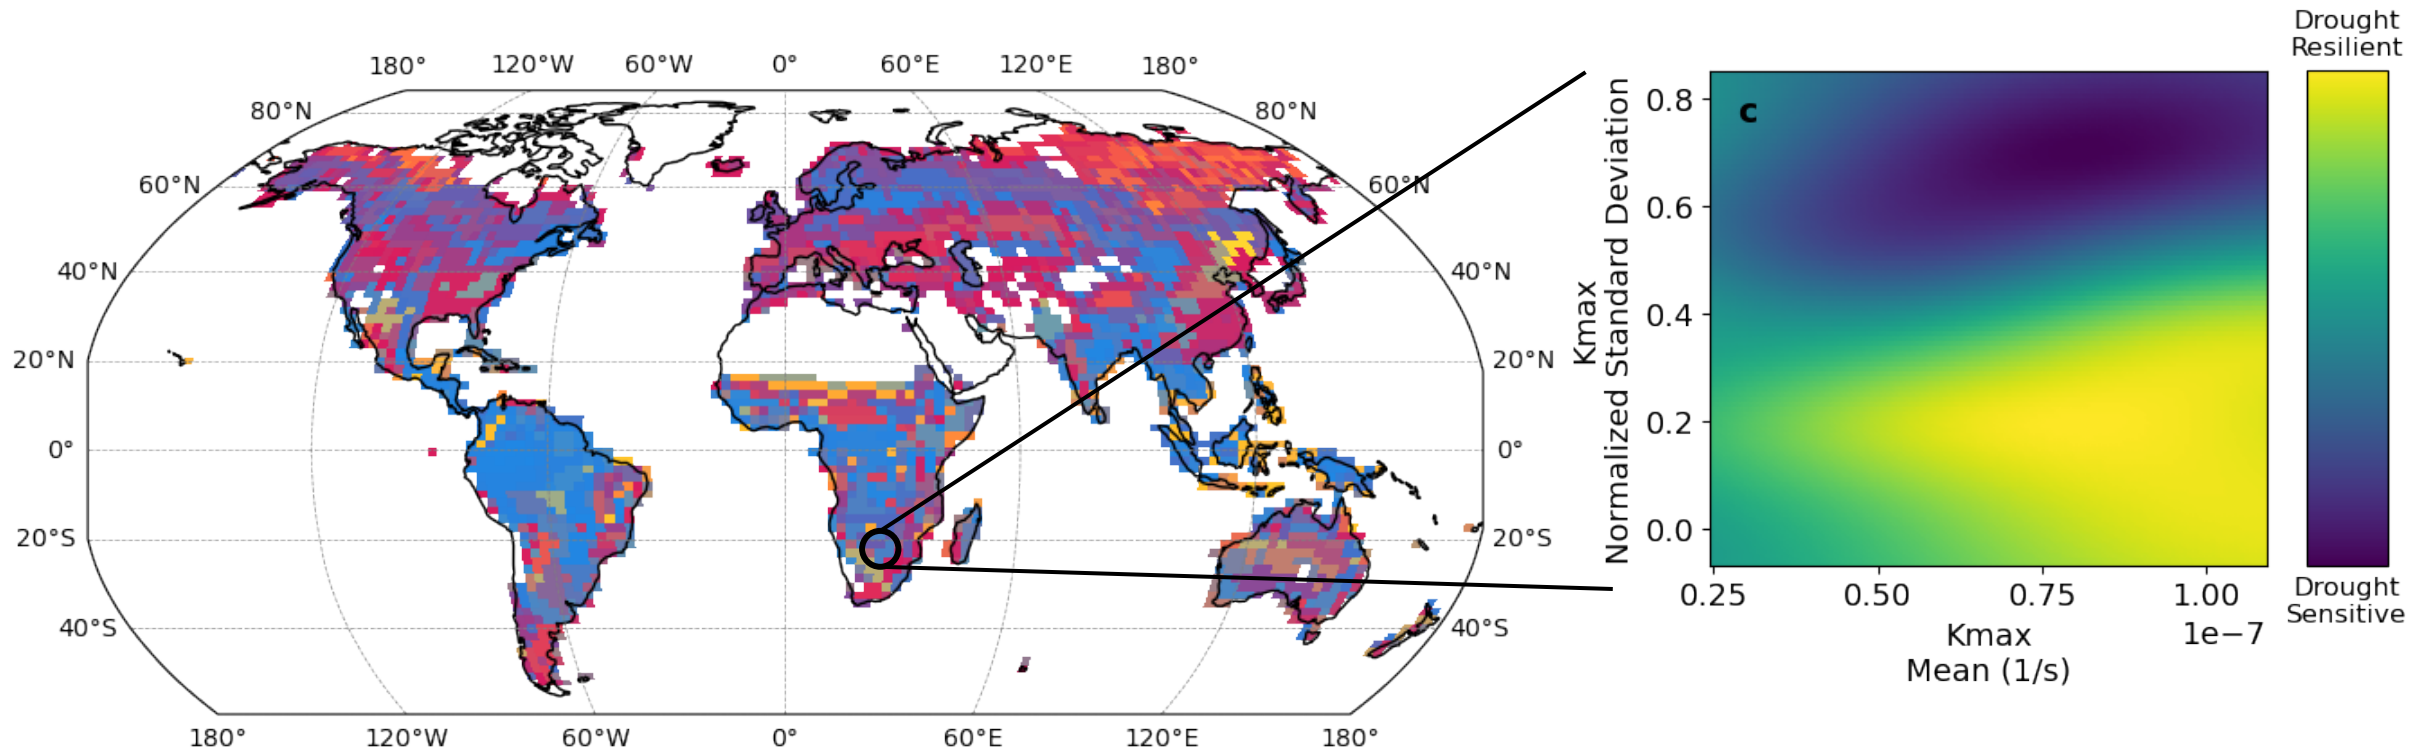 180° 120°W 60°W 0° 60°E 120°E 180°
80°N 80°N
60°N 60°N
40°N 40°N
20°N 20°N
0° 0°
20°S 20°S
40°S 40°S
180° 120°W 60°W 0° 60°E 120°E 180°
Kmax
Normalized Standard Deviation
0.8
0.6
0.4
0.2
0.0
c
0.25 0.50 0.75 1.00
1e−7
Kmax
Mean (1/s)
Drought
Resilient
Drought
Sensitive